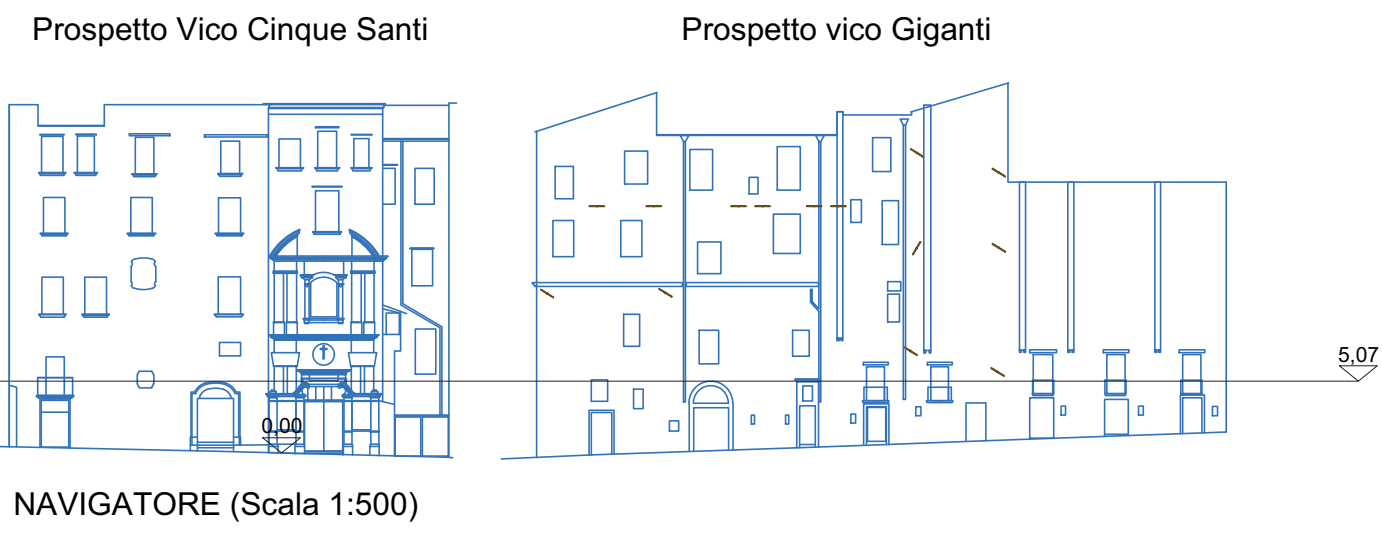 Prospetto Vico Cinque Santi
Prospetto vico Giganti
5,07
0,00
NAVIGATORE (Scala 1:500)